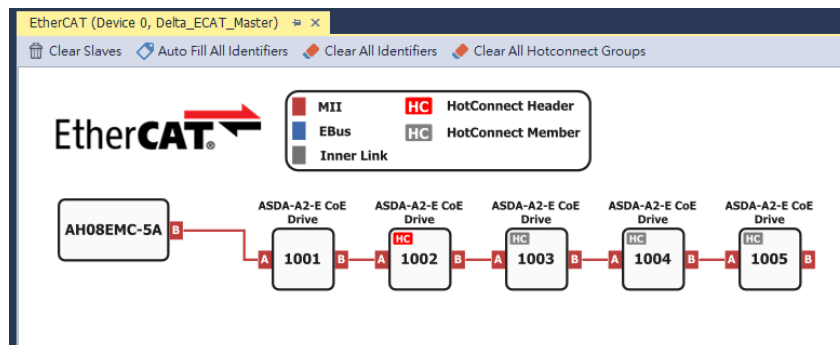 EtherCAT (Device 0, Delta_ECAT_Master)
Clear Slaves Auto Fill All Identifiers Clear All Identifiers Clear All Hotconnect Groups
EtherCAT®
MII HC HotConnect Header
EBus HC HotConnect Member
Inner Link
ASDA-A2-E CoE ASDA-A2-E CoE ASDA-A2-E CoE ASDA-A2-E CoE ASDA-A2-E CoE
Drive Drive Drive Drive Drive
AH08EMC-5A B
HC HC HC HC
A 1001 B A 1002 B A 1003 B A 1004 B A 1005 B